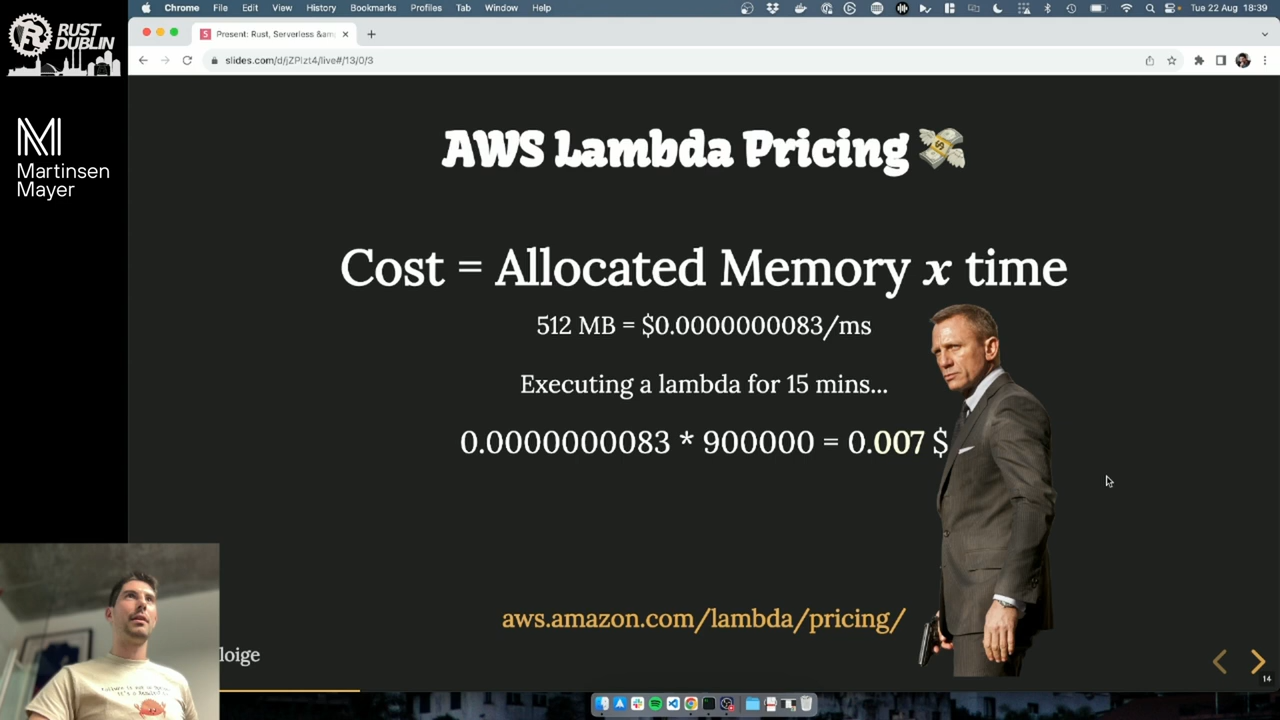 Chrome File Edit View History Bookmarks Profiles Tab Window Help
Tue 22 Aug 18:39
RUST
DUBLIN
Present: Rust, Serverless &am
slides.com/d/jZPIzt4/live#/13/0/3
Martinsen
Mayer
AWS Lambda Pricing
Cost = Allocated Memory x time
512 MB = $0.0000000083/ms
Executing a lambda for 15 mins...
0.0000000083 * 900000 = 0.007 $
aws.amazon.com/lambda/pricing/
loige
14